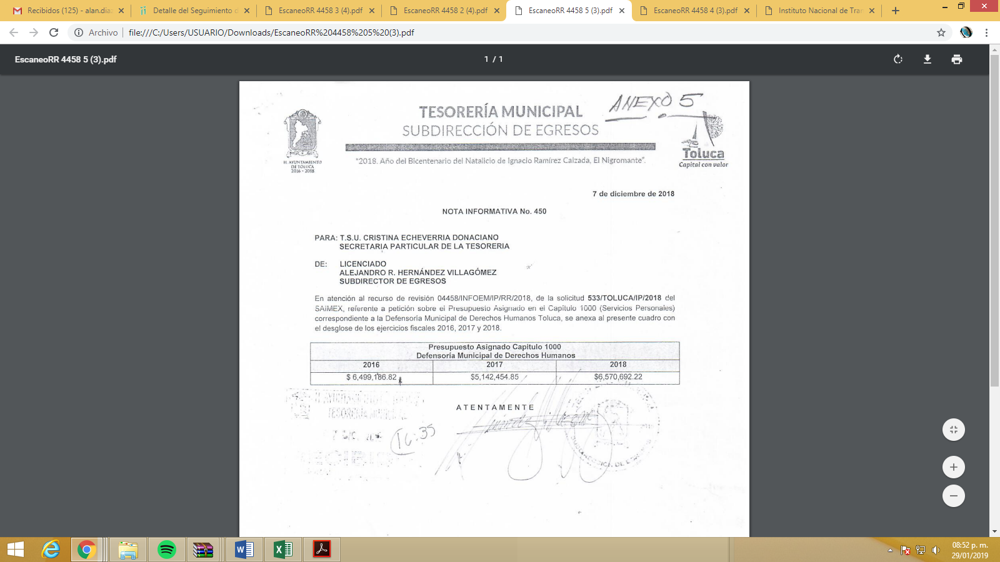 Recibidos (125) - alan.dia
Detalle del Seguimiento d
EscaneoRR 4458 3 (4).pdf
EscaneoRR 4458 2 (4).pdf
EscaneoRR 4458 5 (3).pdf
EscaneoRR 4458 4 (3).pdf
Instituto Nacional de Tran
Archivo
file:///C:/Users/USUARIO/Downloads/EscaneoRR%204458%205%20(3).pdf
EscaneoRR 4458 5 (3).pdf
1 / 1
ANEXO 5
TESORERÍA MUNICIPAL
SUBDIRECCIÓN DE EGRESOS
H. AYUNTAMIENTO
DE TOLUCA
2016 - 2018
Toluca
Capital con valor
"2018. Año del Bicentenario del Natalicio de Ignacio Ramírez Calzada, El Nigromante".
7 de diciembre de 2018
NOTA INFORMATIVA No. 450
PARA: T.S.U. CRISTINA ECHEVERRIA DONACIANO
SECRETARIA PARTICULAR DE LA TESORERIA
DE: LICENCIADO
ALEJANDRO R. HERNÁNDEZ VILLAGÓMEZ
SUBDIRECTOR DE EGRESOS
En atención al recurso de revisión 04458/INFOEM/IP/RR/2018, de la solicitud 533/TOLUCA/IP/2018 del
SAIMEX, referente a petición sobre el Presupuesto Asignado en el Capítulo 1000 (Servicios Personales)
correspondiente a la Defensoría Municipal de Derechos Humanos Toluca, se anexa al presente cuadro con
el desglose de los ejercicios fiscales 2016, 2017 y 2018.
Presupuesto Asignado Capitulo 1000
Defensoría Municipal de Derechos Humanos
2016 2017 2018
$ 6,499,186.82 $5,142,454.85 $6,570,692.22
ATENTAMENTE
TESORERÍA
16:35
08:52 p. m.
29/01/2019